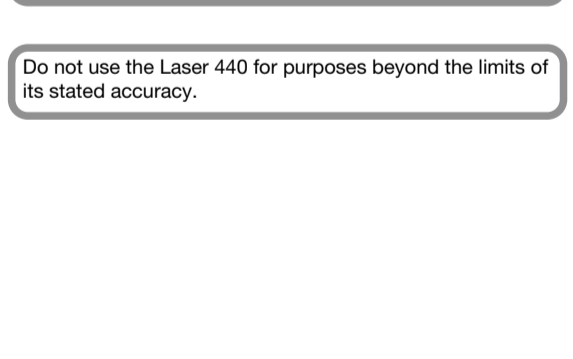 Do not use the Laser 440 for purposes beyond the limits of
its stated accuracy.